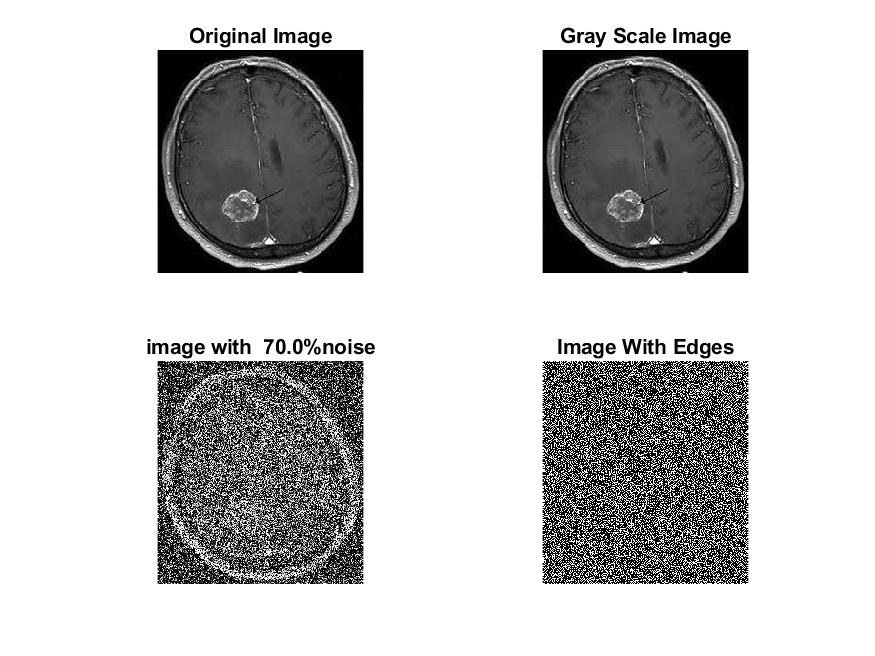 Original Image
Gray Scale Image
image with  70.0%noise
Image With Edges